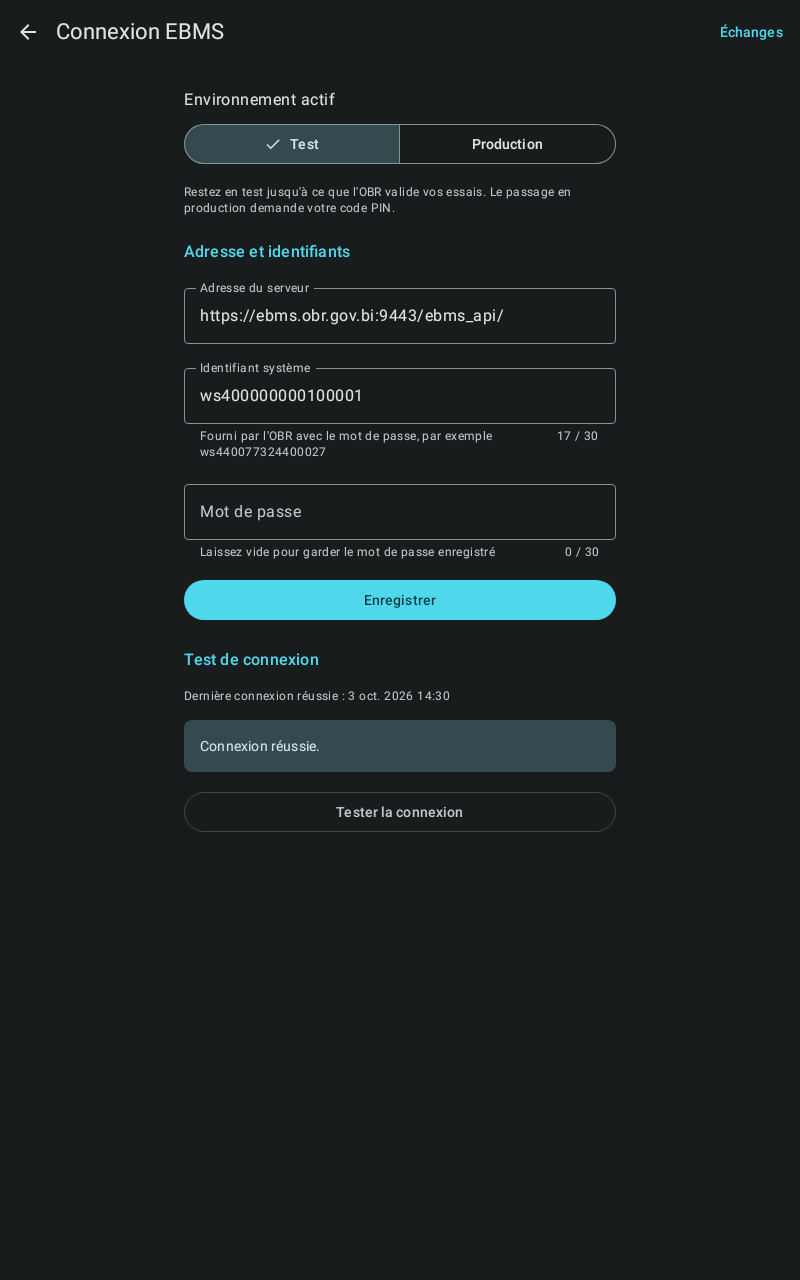 Connexion EBMS
Échanges
Environnement actif
Test
Production
Restez en test jusqu'à ce que l'OBR valide vos essais. Le passage en
production demande votre code PIN.
Adresse et identifiants
Adresse du serveur
https://ebms.obr.gov.bi:9443/ebms_api/
Identifiant système
ws400000000100001
Fourni par l'OBR avec le mot de passe, par exemple
ws440077324400027
17 / 30
Mot de passe
Laissez vide pour garder le mot de passe enregistré
0 / 30
Enregistrer
Test de connexion
Dernière connexion réussie : 3 oct. 2026 14:30
Connexion réussie.
Tester la connexion